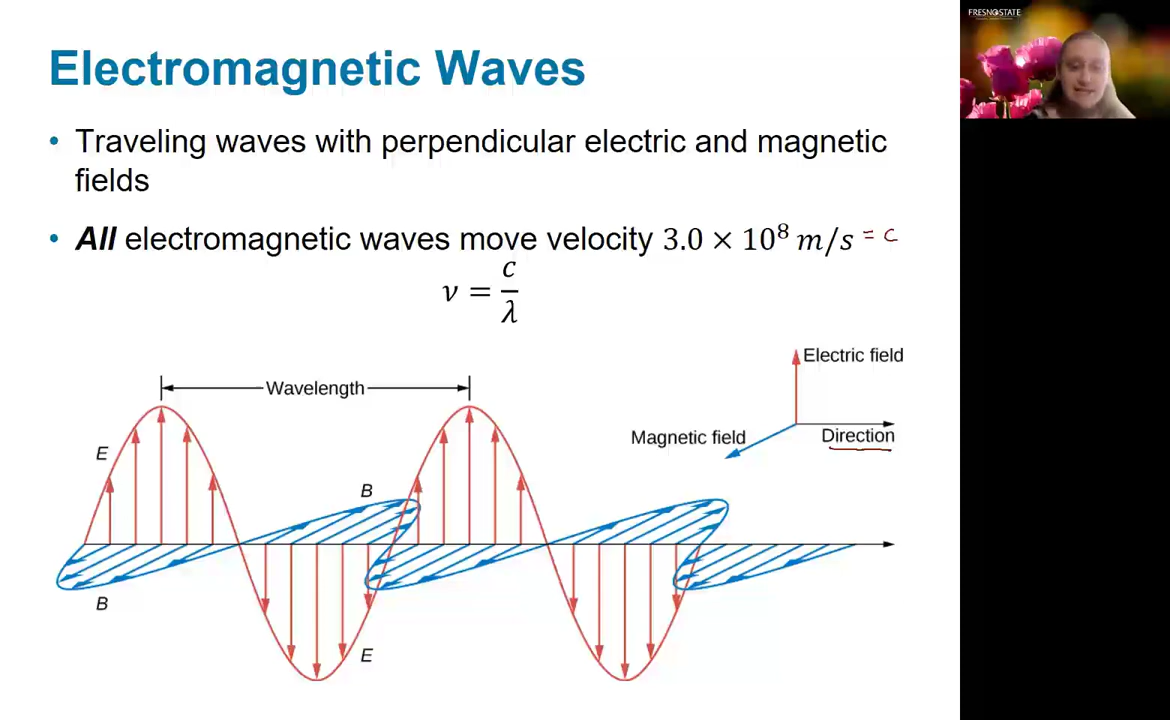 FRESNO STATE
Electromagnetic Waves
• Traveling waves with perpendicular electric and magnetic
fields
• All electromagnetic waves move velocity 3.0 × 10⁸ m/s = c
ν = c/λ
Wavelength
Electric field
Magnetic field
Direction
E
B
B
E